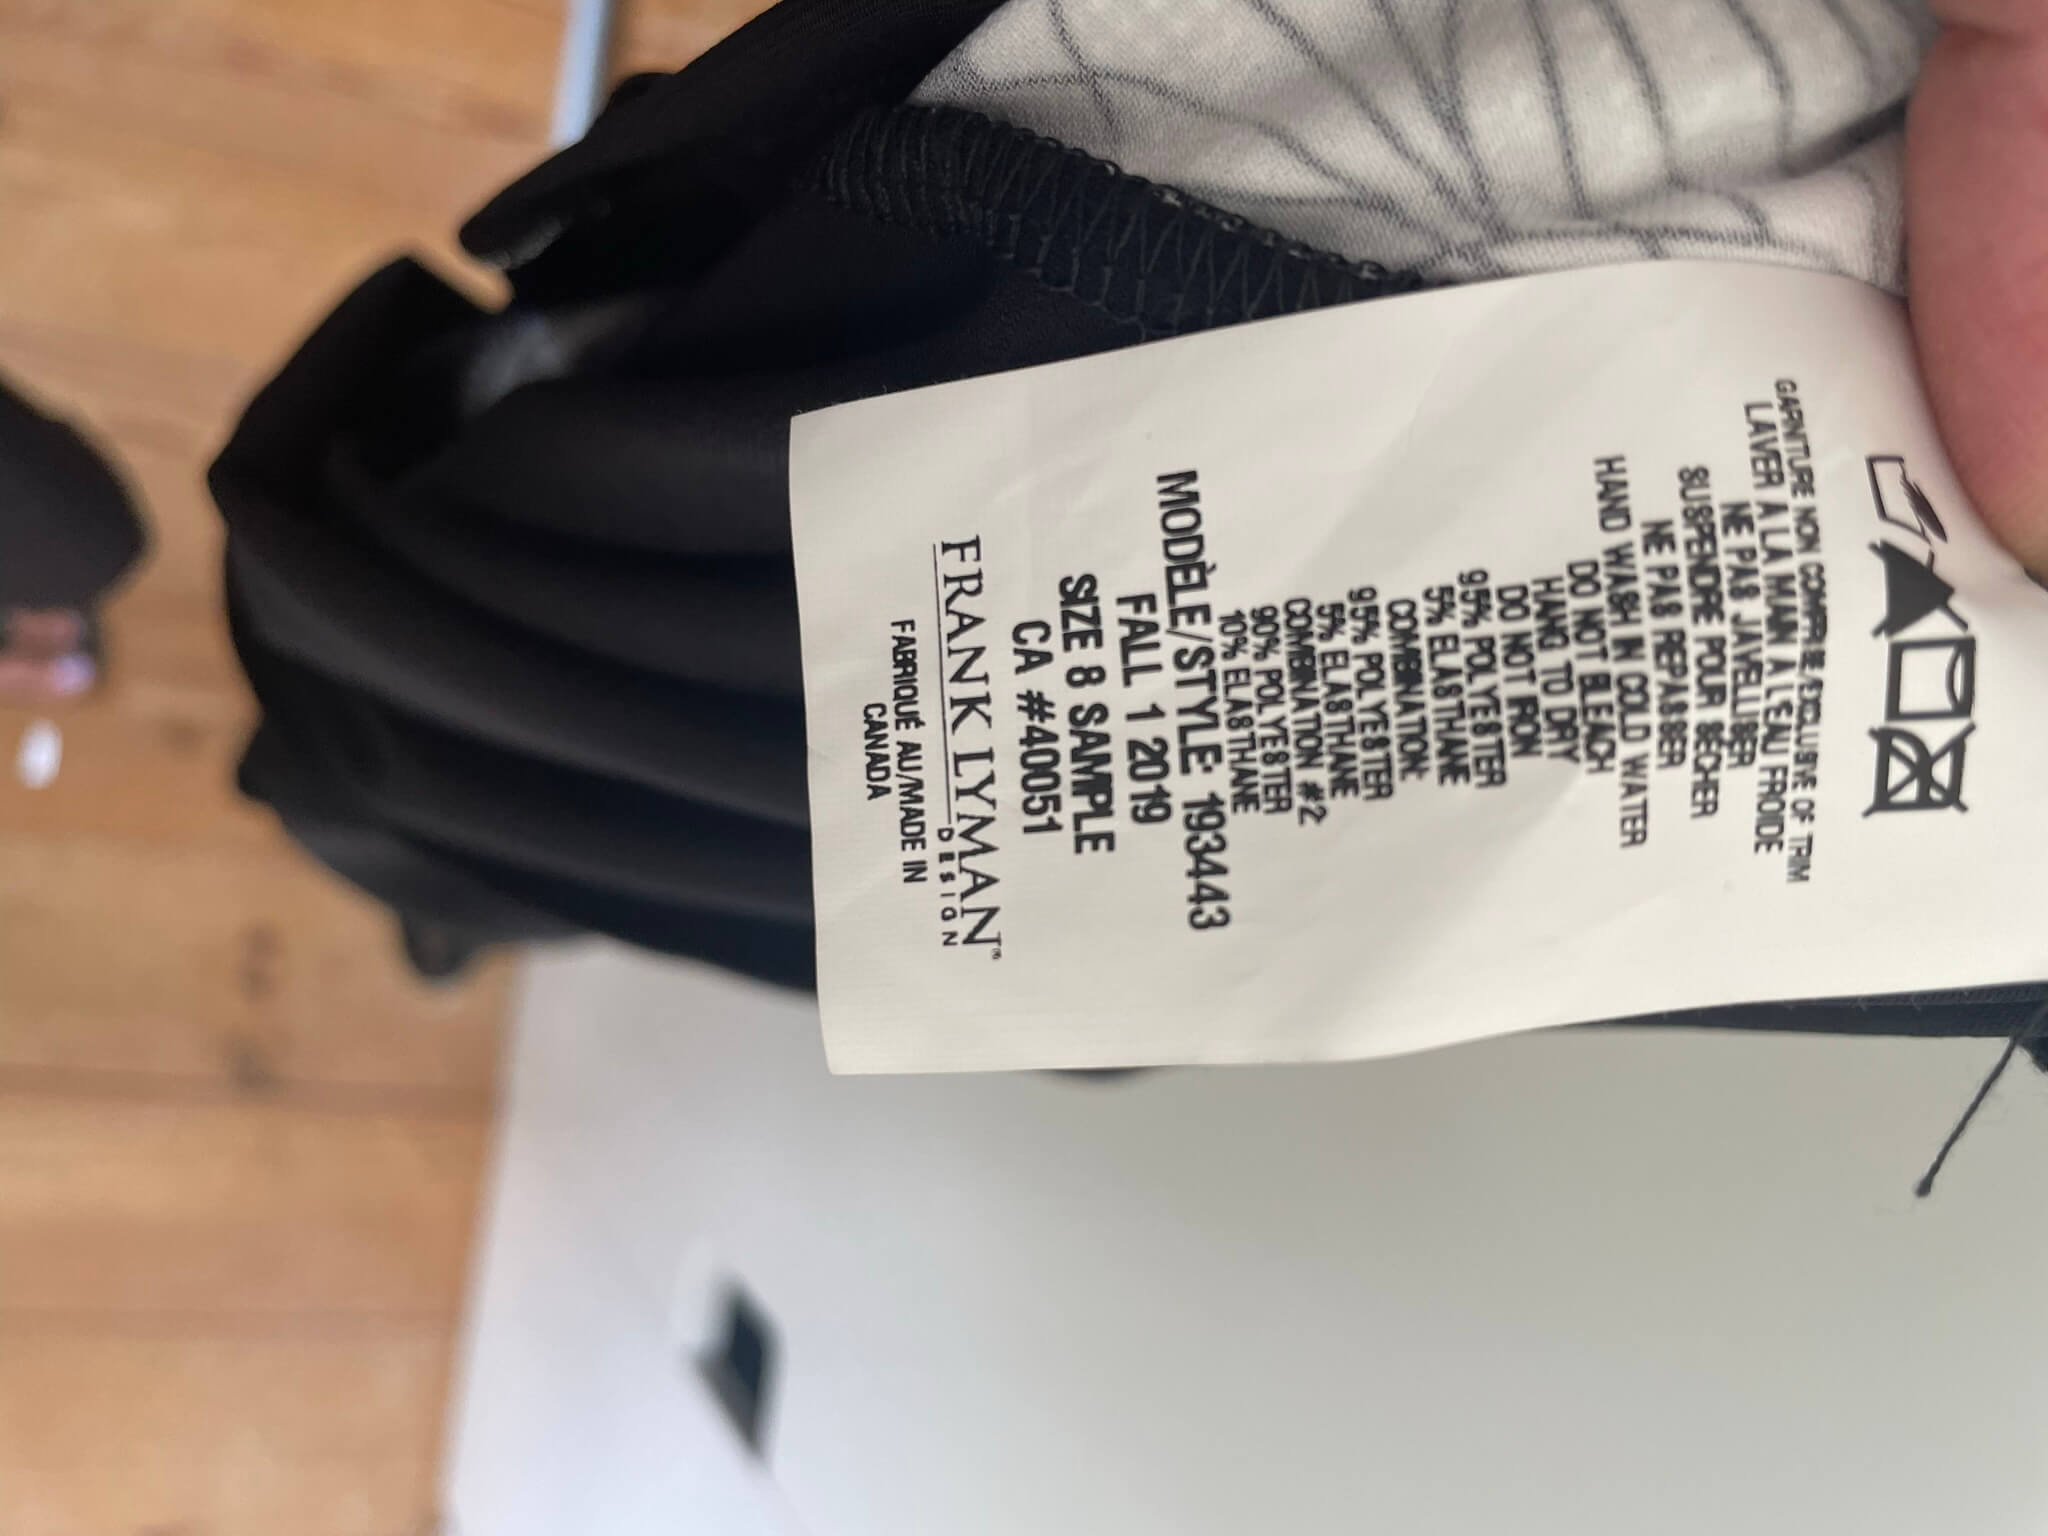 GARNITURE NON COMPRISE/EXCLUSIVE OF TRIM
LAVER À LA MAIN À L'EAU FROIDE
NE PAS JAVELLISER
SUSPENDRE POUR SECHER
NE PAS REPASSER
HAND WASH IN COLD WATER
DO NOT BLEACH
HANG TO DRY
DO NOT IRON
95% POLYESTER
5% ELASTHANE
COMBINATION:
95% POLYESTER
5% ELASTHANE
COMBINATION #2
90% POLYESTER
10% ELASTHANE
MODÈLE/STYLE: 193443
FALL 1 2019
SIZE 8 SAMPLE
CA #40051
FRANK LYMAN®
DESIGN
FABRIQUÉ AU/MADE IN
CANADA